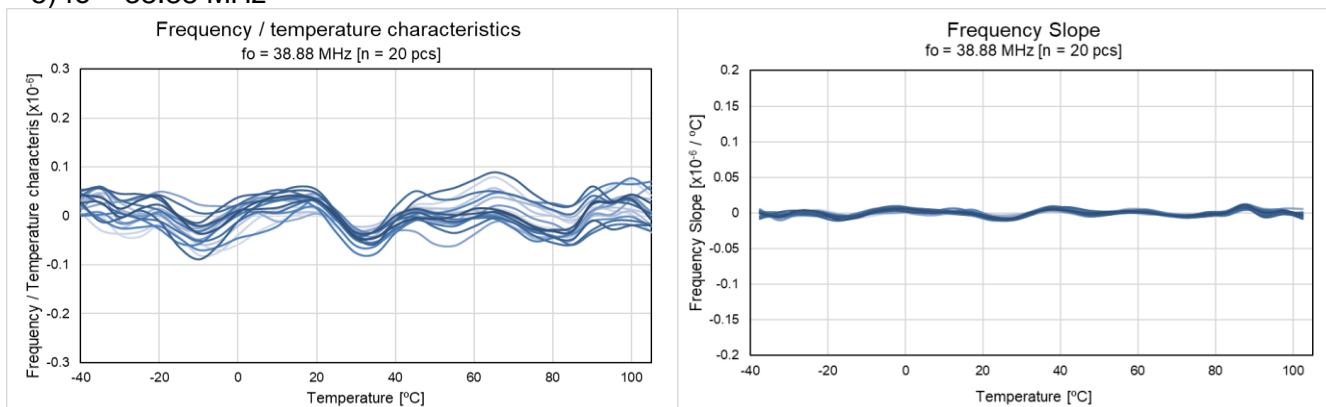 Frequency / temperature characteristics
fo = 38.88 MHz [n = 20 pcs]
Frequency / Temperature characteris [x10⁻⁶]
0.3
0.2
0.1
0
-0.1
-0.2
-0.3
-40 -20 0 20 40 60 80 100
Temperature [ºC]
Frequency Slope
fo = 38.88 MHz [n = 20 pcs]
Frequency Slope [x10⁻⁶ / ºC]
0.2
0.15
0.1
0.05
0
-0.05
-0.1
-0.15
-0.2
-40 -20 0 20 40 60 80 100
Temperature [ºC]